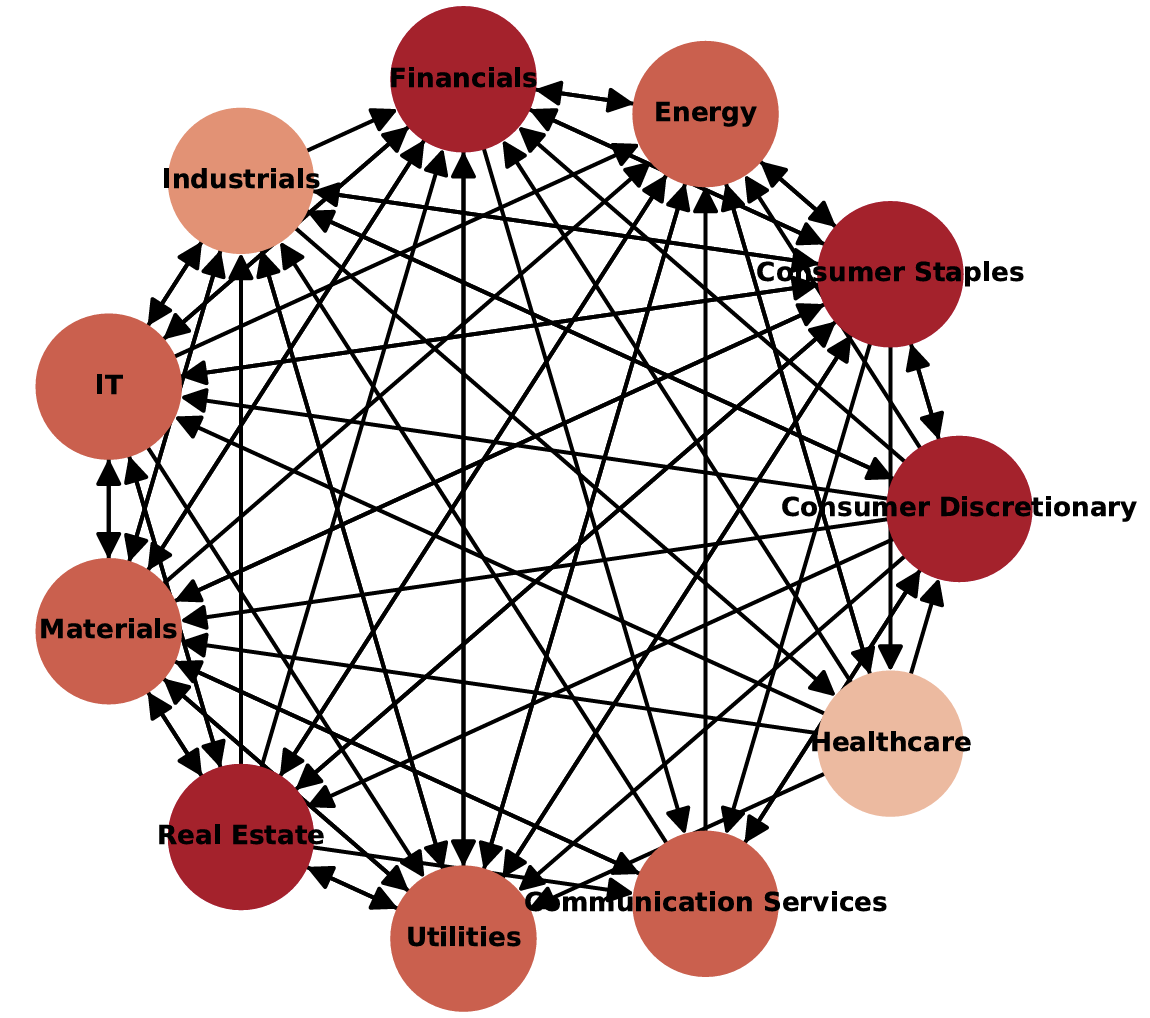 Financials
Energy
Industrials
Consumer Staples
IT
Consumer Discretionary
Materials
Healthcare
Real Estate
Communication Services
Utilities